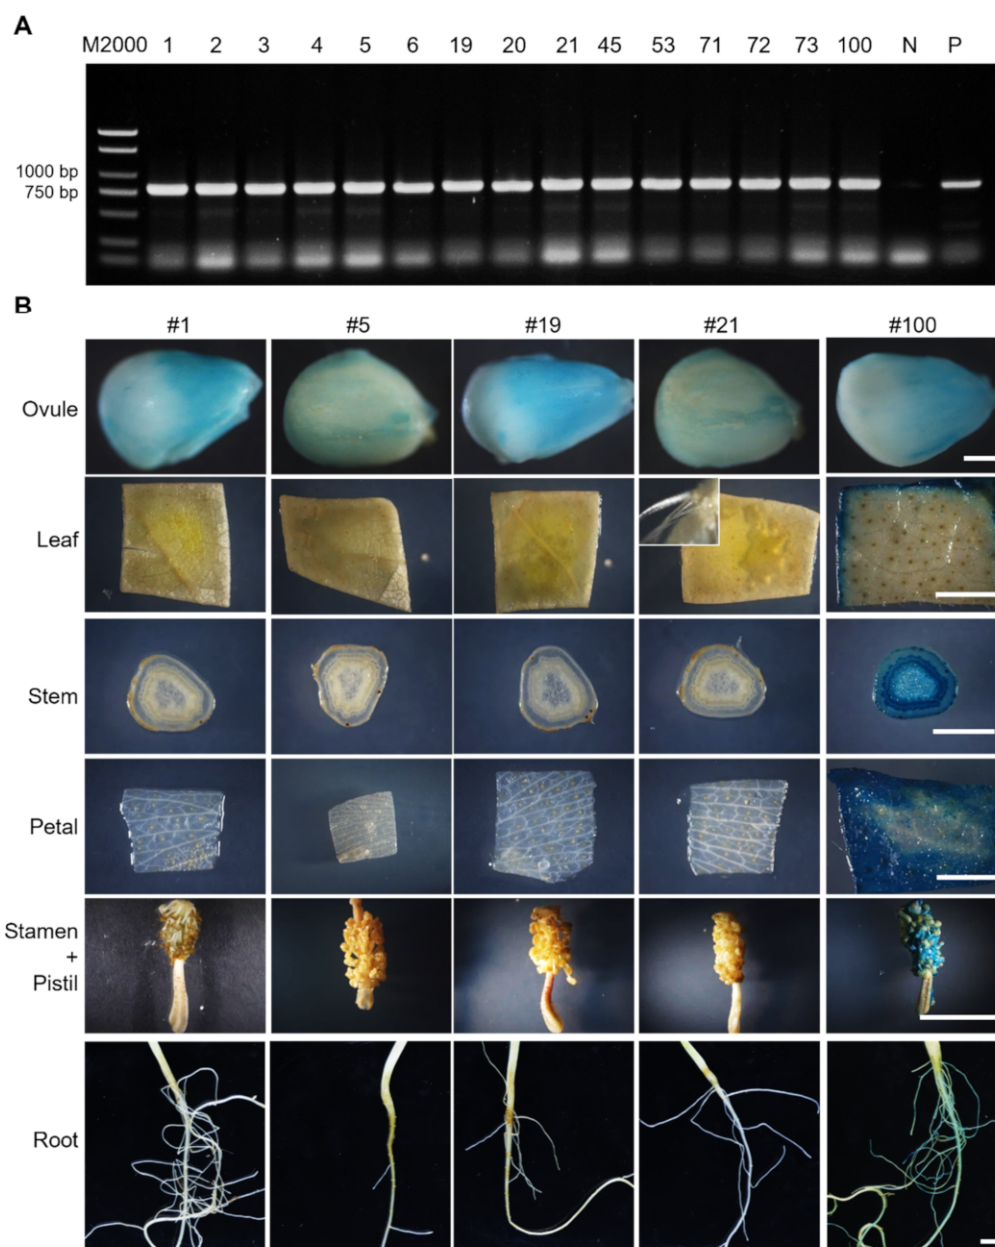 A
M2000 1 2 3 4 5 6 19 20 21 45 53 71 72 73 100 N P
1000 bp
750 bp
B
#1 #5 #19 #21 #100
Ovule
Leaf
Stem
Petal
Stamen
+
Pistil
Root